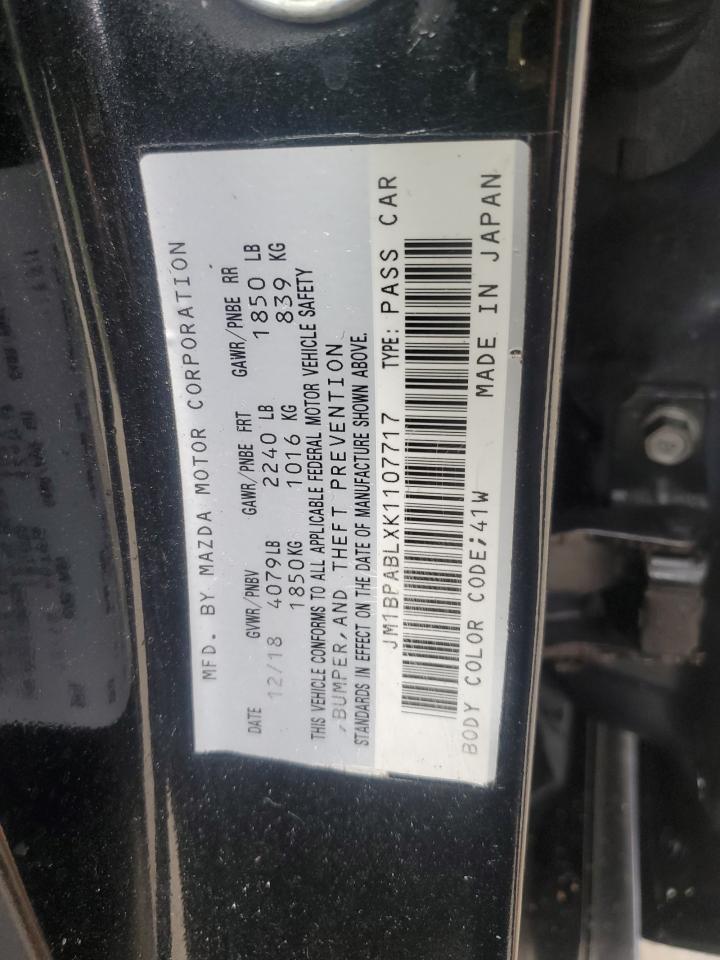 MFD. BY MAZDA MOTOR CORPORATION
DATE GVWR/PNBV GAWR/PNBE FRT GAWR/PNBE RR
12/18 4079LB 2240 LB 1850 LB
1850KG 1016 KG 839 KG
THIS VEHICLE CONFORMS TO ALL APPLICABLE FEDERAL MOTOR VEHICLE SAFETY
,BUMPER,AND THEFT PREVENTION
STANDARDS IN EFFECT ON THE DATE OF MANUFACTURE SHOWN ABOVE.
JM1BPABLXK1107717 TYPE: PASS CAR
BODY COLOR CODE;41W MADE IN JAPAN